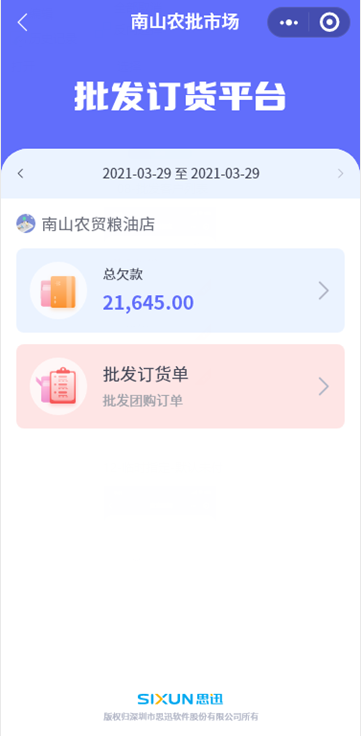 南山农批市场
批发订货平台
2021-03-29 至 2021-03-29
南山农贸粮油店
总欠款
21,645.00
批发订货单
批发团购订单
SIXUN思迅
版权归深圳市思迅软件股份有限公司所有